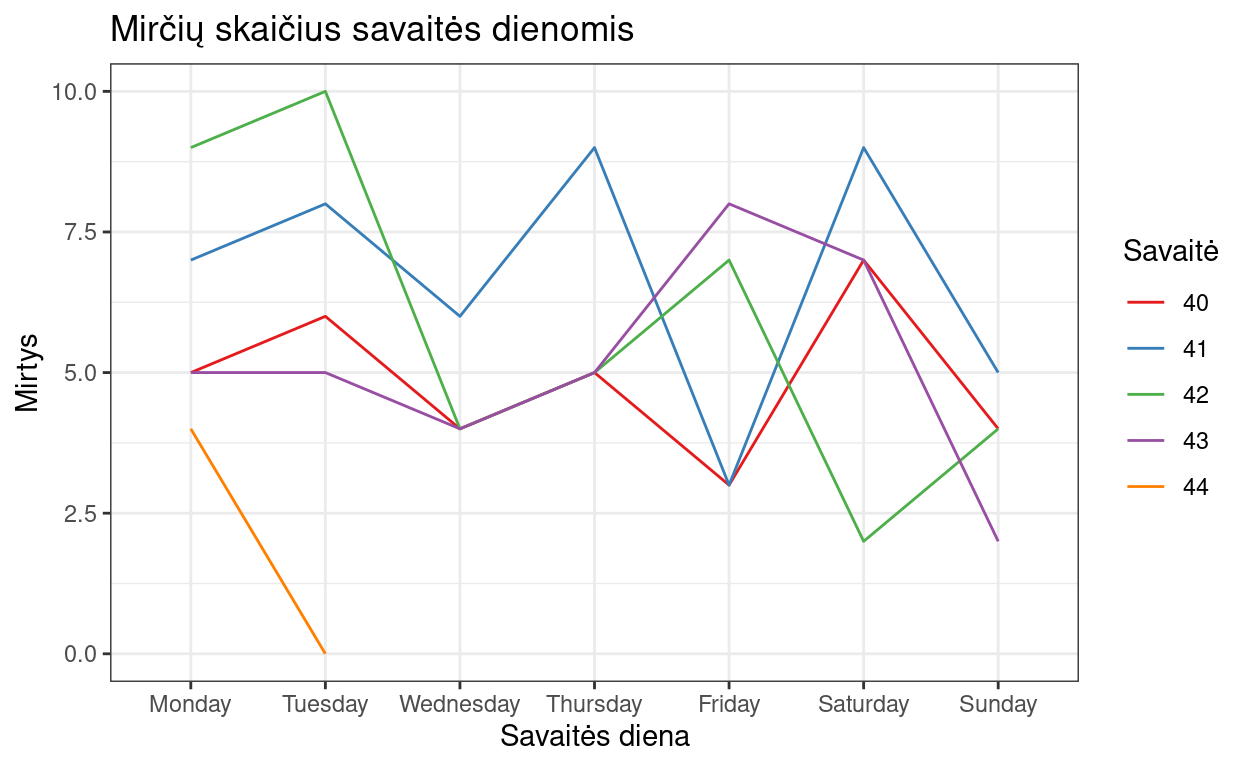 Mirčių skaičius savaitės dienomis
10.0
7.5
5.0
2.5
0.0
Mirtys
Monday Tuesday Wednesday Thursday Friday Saturday Sunday
Savaitės diena
Savaitė
40
41
42
43
44